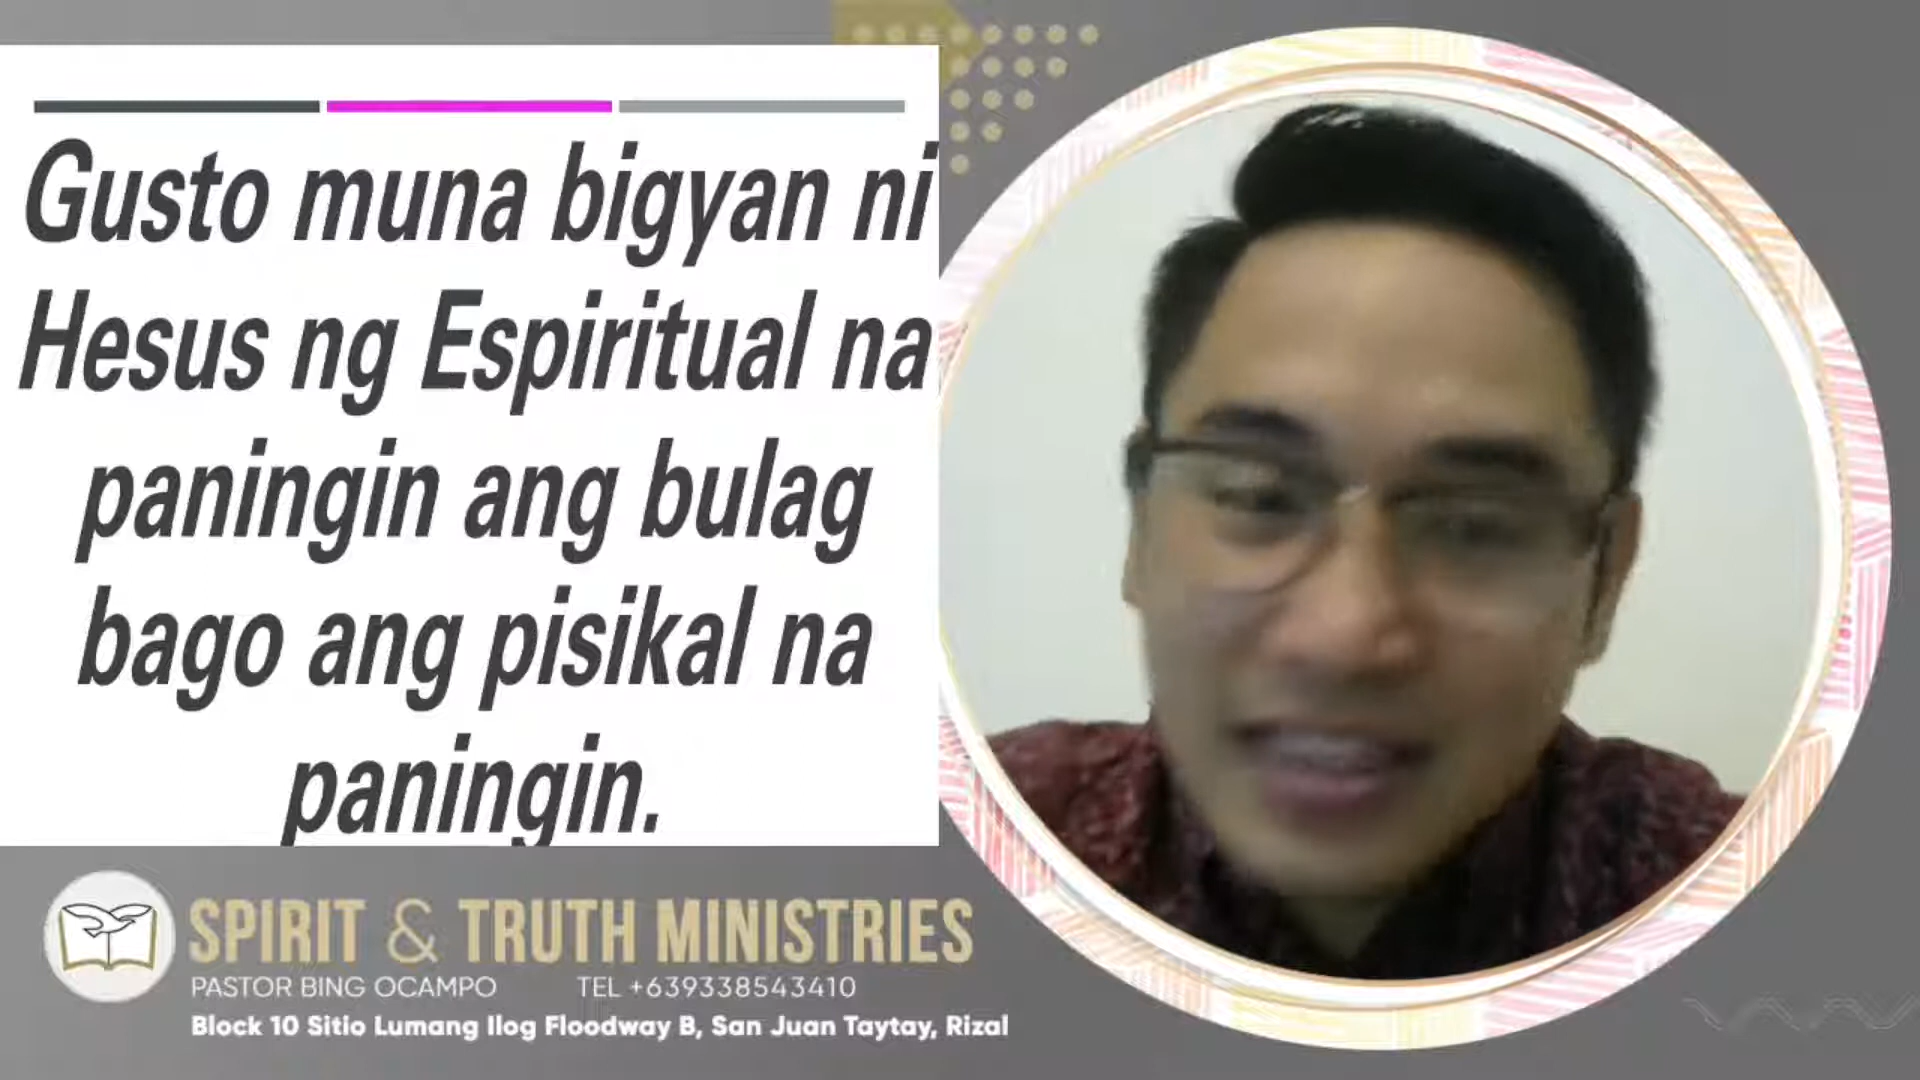 Gusto muna bigyan ni
Hesus ng Espiritual na
paningin ang bulag
bago ang pisikal na
paningin.
SPIRIT & TRUTH MINISTRIES
PASTOR BING OCAMPO TEL +639338543410
Block 10 Sitio Lumang Ilog Floodway B, San Juan Taytay, Rizal